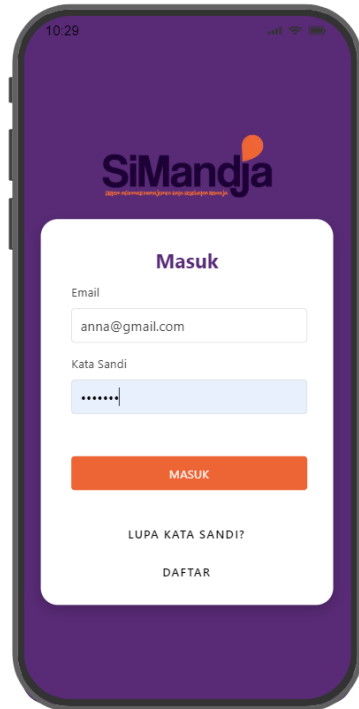 10:29
SiMandja
Masuk
Email
anna@gmail.com
Kata Sandi
•••••••
MASUK
LUPA KATA SANDI?
DAFTAR